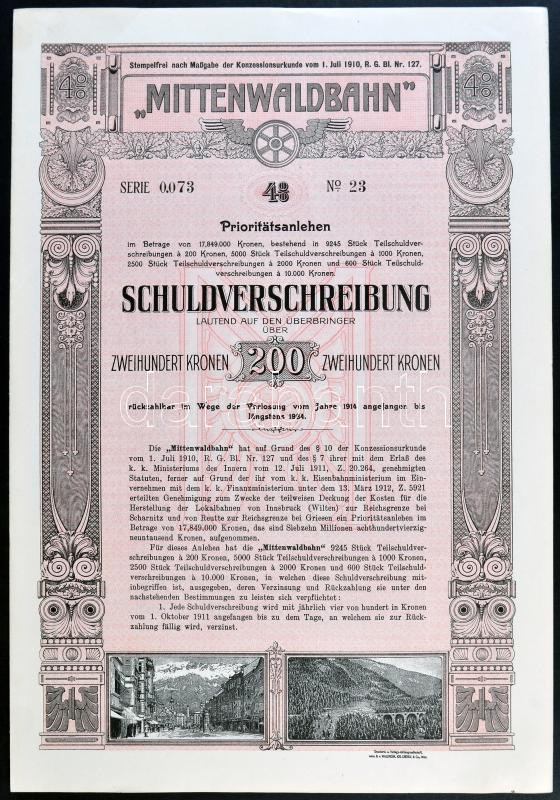 Stempelfrei nach Maßgabe der Konzessionsurkunde vom 1. Juli 1910, R. G. Bl. Nr. 127.
4% 4%
„MITTENWALDBAHN"
SERIE 0.073 4% No 23
Prioritätsanlehen
im Betrage von 17,849.000 Kronen, bestehend in 9245 Stück Teilschuldver-
schreibungen à 200 Kronen, 5000 Stück Teilschuldverschreibungen à 1000 Kronen,
2500 Stück Teilschuldverschreibungen à 2000 Kronen und 600 Stück Teilschuld-
verschreibungen à 10.000 Kronen.
SCHULDVERSCHREIBUNG
LAUTEND AUF DEN ÜBERBRINGER
ÜBER
ZWEIHUNDERT KRONEN 200 ZWEIHUNDERT KRONEN
darabanth
rückzahlbar im Wege der Verlosung vom Jahre 1914 angefangen bis
längstens
Die „Mittenwaldbahn" hat auf Grund des § 10 der Konzessionsurkunde
vom 1. Juli 1910, R. G. Bl. Nr. 127 und des § 7 ihrer mit dem Erlaß des
k. k. Ministeriums des Innern vom 12. Juli 1911, Z. 20.264, genehmigten
Statuten, ferner auf Grund der ihr vom k. k. Eisenbahnministerium im Ein-
vernehmen mit dem k. k. Finanzministerium unter dem 13. März 1912, Z. 5921
erteilten Genehmigung zum Zwecke der teilweisen Deckung der Kosten für die
Herstellung der Lokalbahnen von Innsbruck (Wilten) zur Reichsgrenze bei
Scharnitz und von Reutte zur Reichsgrenze bei Griesen ein Prioritätsanlehen im
Betrage von 17,849.000 Kronen, das sind Siebzehn Millionen achthundertvierzig-
neuntausend Kronen, aufgenommen.
Für dieses Anlehen hat die „Mittenwaldbahn" 9245 Stück Teilschuldver-
schreibungen à 200 Kronen, 5000 Stück Teilschuldverschreibungen à 1000 Kronen
2500 Stück Teilschuldverschreibungen à 2000 Kronen und 600 Stück Teilschuld-
verschreibungen à 10.000 Kronen, in welchen diese Schuldverschreibung mit-
inbegriffen ist, ausgegeben, deren Verzinsung und Rückzahlung sie unter den
nachstehenden Bestimmungen zu leisten sich verpflichtet:
1. Jede Schuldverschreibung wird mit jährlich vier von hundert in Kronen
vom 1. Oktober 1911 angefangen bis zu dem Tage, an welchem sie zur Rück-
zahlung fällig wird, verzinst.